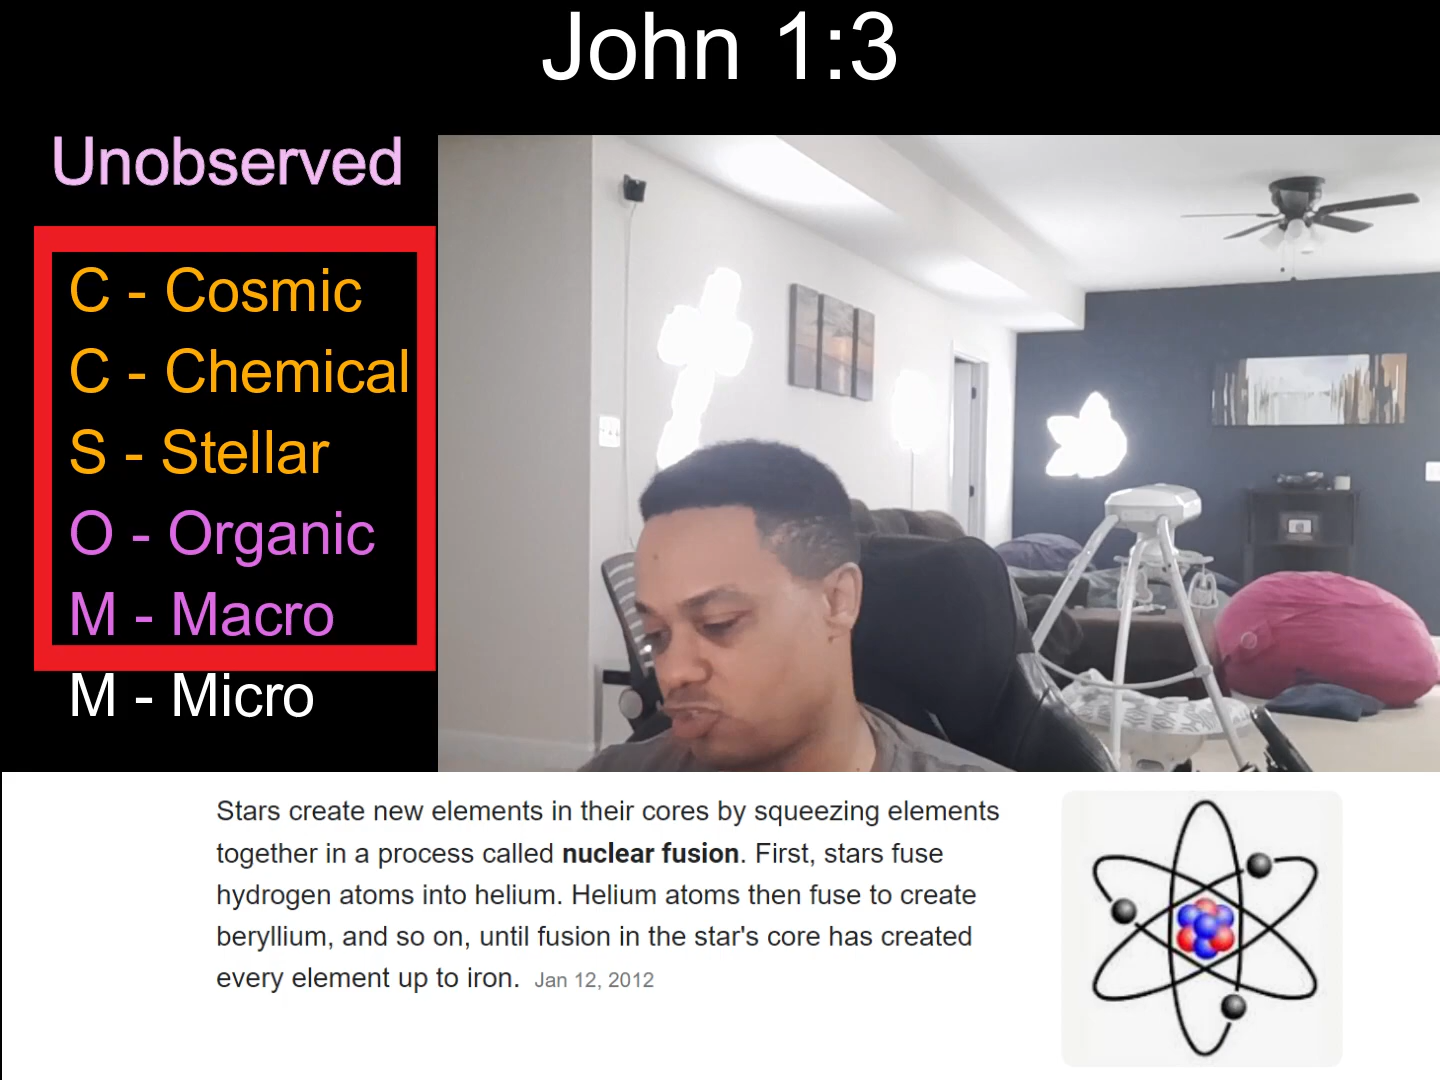 John 1:3
Unobserved
C - Cosmic
C - Chemical
S - Stellar
O - Organic
M - Macro
M - Micro
Stars create new elements in their cores by squeezing elements
together in a process called nuclear fusion. First, stars fuse
hydrogen atoms into helium. Helium atoms then fuse to create
beryllium, and so on, until fusion in the star's core has created
every element up to iron. Jan 12, 2012